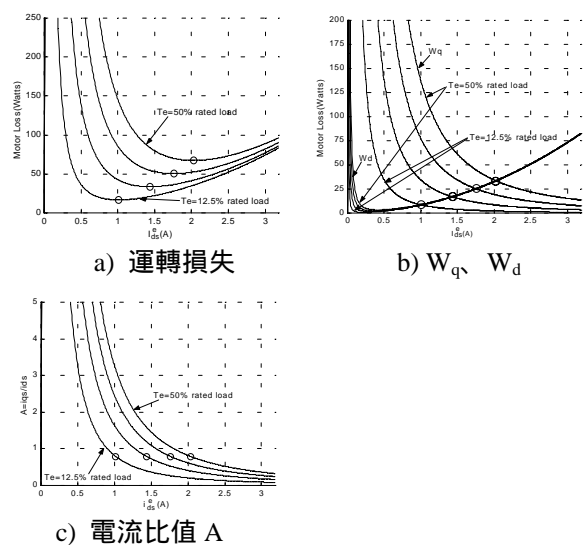 250
200
150
100
50
0
Motor Loss(Watts)
Te=50% rated load
Te=12.5% rated load
0 0.5 1 1.5 2 2.5 3
I^e_ds(A)
a) 運轉損失
200
175
150
125
100
75
50
25
0
Motor Loss(Watts)
Wq
Te=50% rated load
Te=12.5% rated load
Wd
0 0.5 1 1.5 2 2.5 3
I^e_ds(A)
b) W_q、W_d
5
4
3
2
1
0
A=iqs/ids
Te=50% rated load
Te=12.5% rated load
0 0.5 1 1.5 2 2.5 3
i^e_ds(A)
c) 電流比值 A